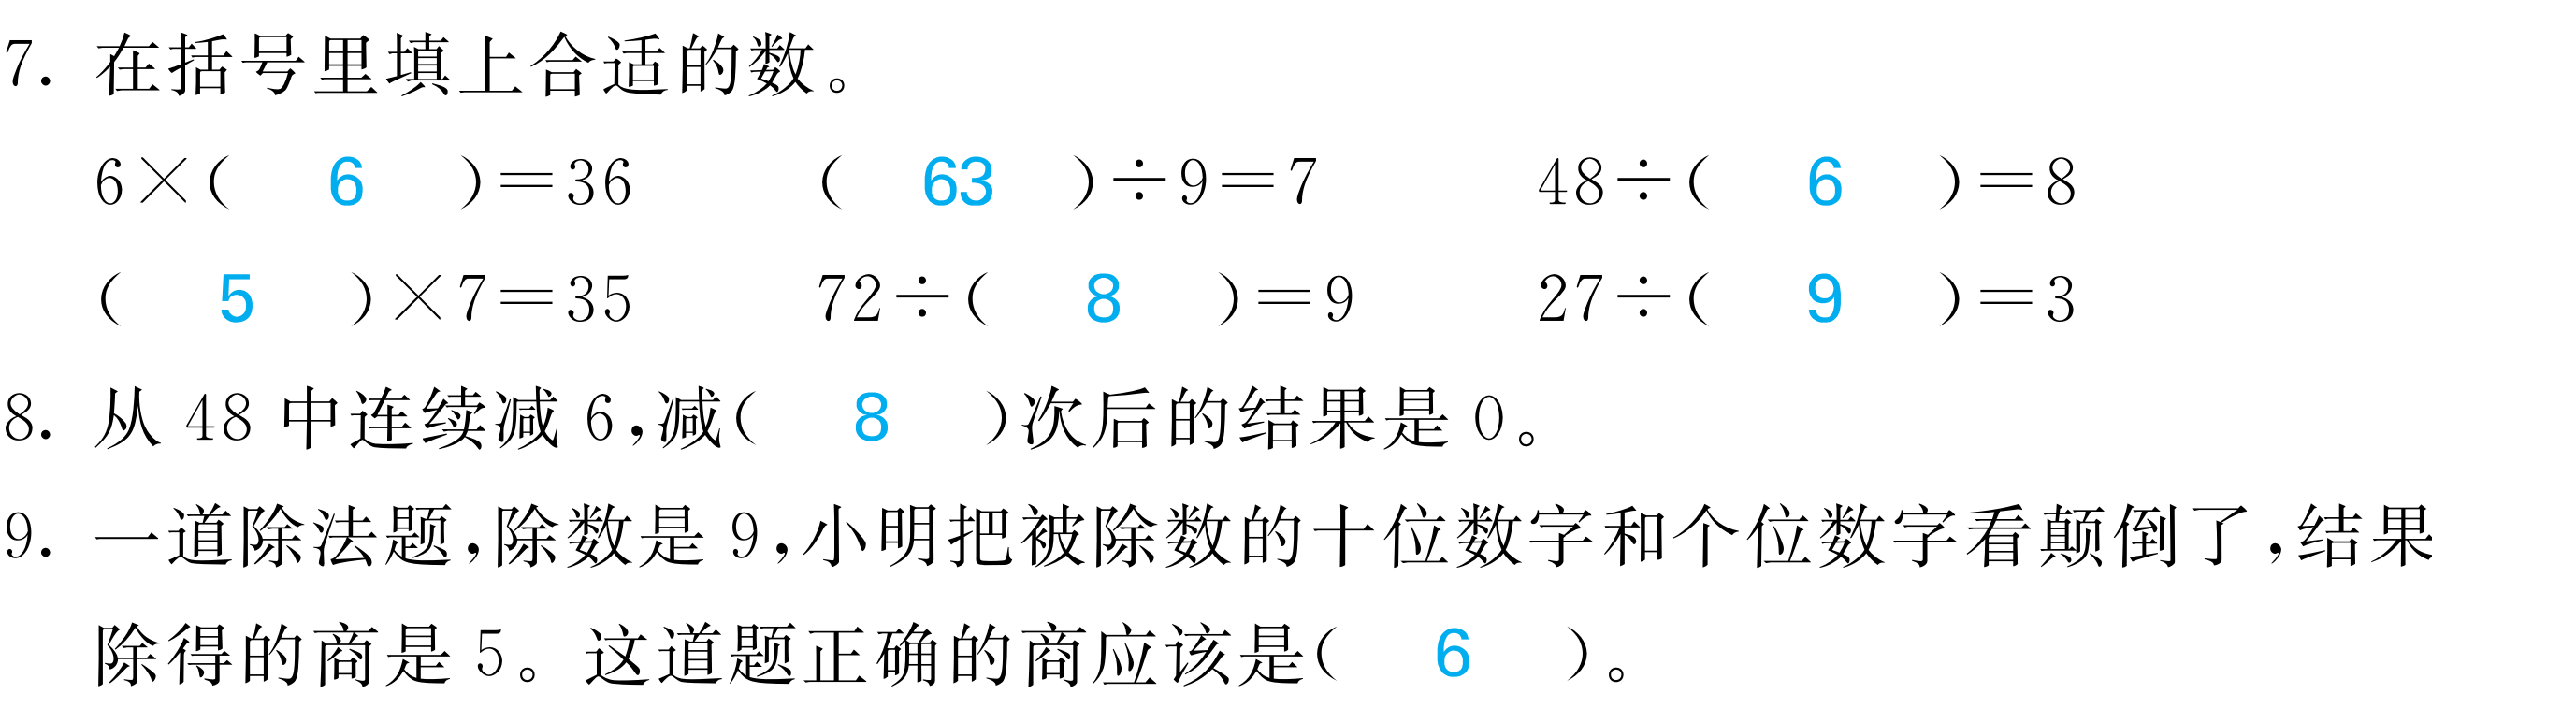 7. 在括号里填上合适的数。
6×( 6 )=36 ( 63 )÷9=7 48÷( 6 )=8
( 5 )×7=35 72÷( 8 )=9 27÷( 9 )=3
8. 从 48 中连续减 6,减( 8 )次后的结果是 0。
9. 一道除法题,除数是 9,小明把被除数的十位数字和个位数字看颠倒了,结果
除得的商是 5。这道题正确的商应该是( 6 )。